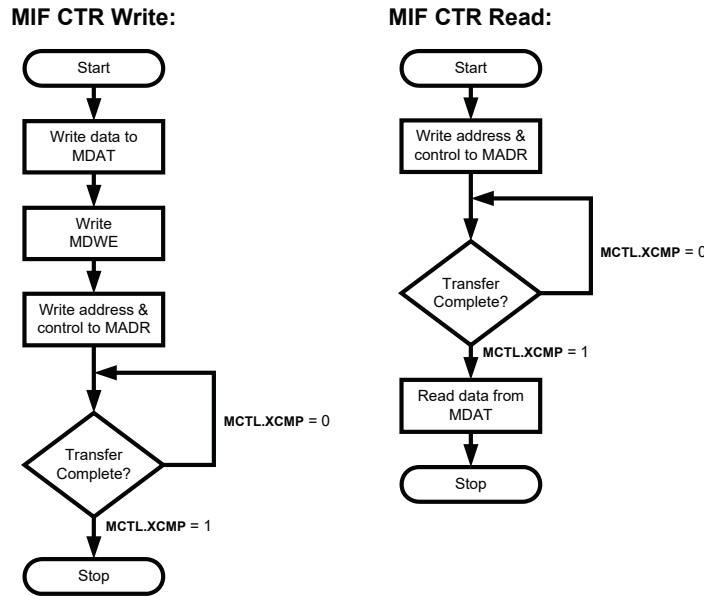 MIF CTR Write:
Start
Write data to
MDAT
Write
MDWE
Write address &
control to MADR
MCTL.XCMP = 0
Transfer
Complete?
MCTL.XCMP = 1
Stop
MIF CTR Read:
Start
Write address &
control to MADR
MCTL.XCMP = 0
Transfer
Complete?
MCTL.XCMP = 1
Read data from
MDAT
Stop